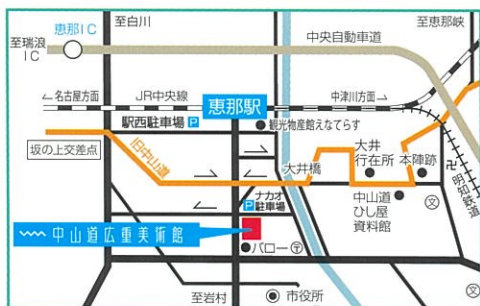 至白川
至恵那峡
恵那IC
中央自動車道
至瑞浪
IC
名古屋方面
JR中央線
恵那駅
中津川方面
駅西駐車場 P
観光物産館えなてらす
坂の上交差点
旧中山道
大井橋
大井
行在所
本陣跡
明知鉄道
ナカオ
駐車場
P
中山道
ひし屋
資料館
中山道広重美術館
バロー
至岩村
市役所